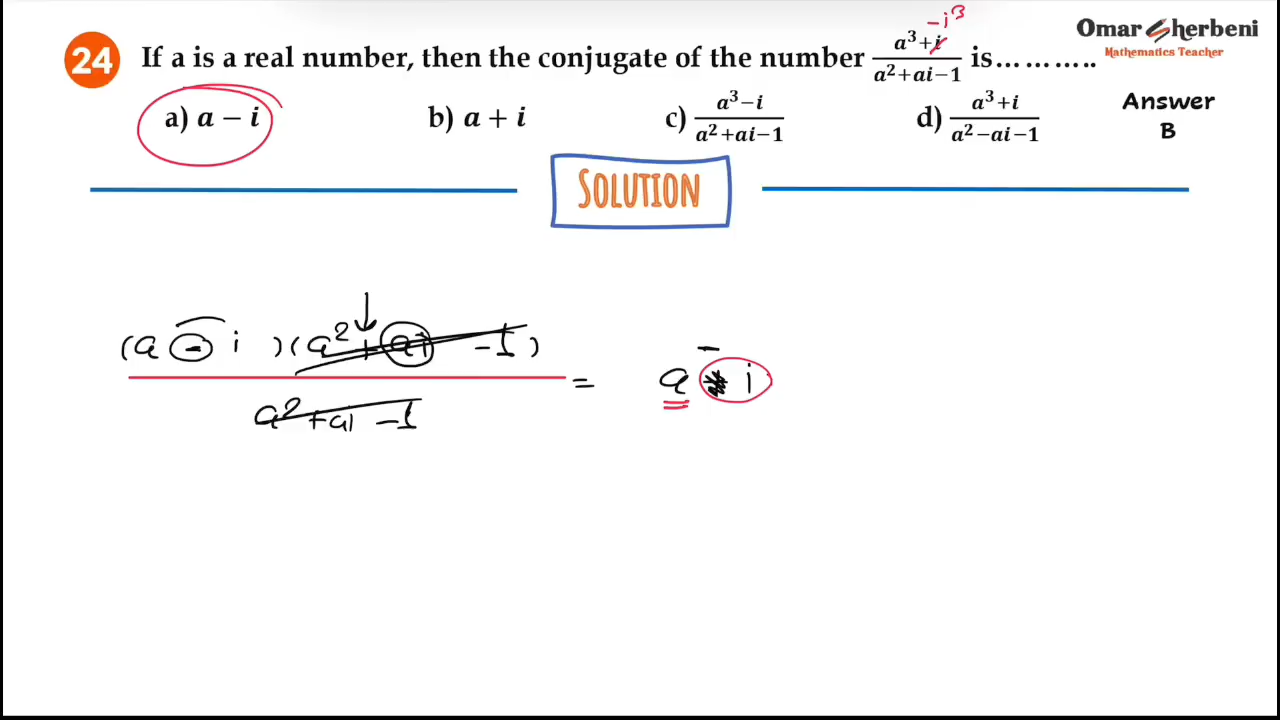 24 If a is a real number, then the conjugate of the number (a³+i)/(a²+ai−1) is………..
-i³
Omar Sherbeni
Mathematics Teacher
a) a − i b) a + i c) (a³−i)/(a²+ai−1) d) (a³+i)/(a²−ai−1)
Answer
B
SOLUTION
(a - i)(a² + ai - 1)
a² + ai - 1
= a - i